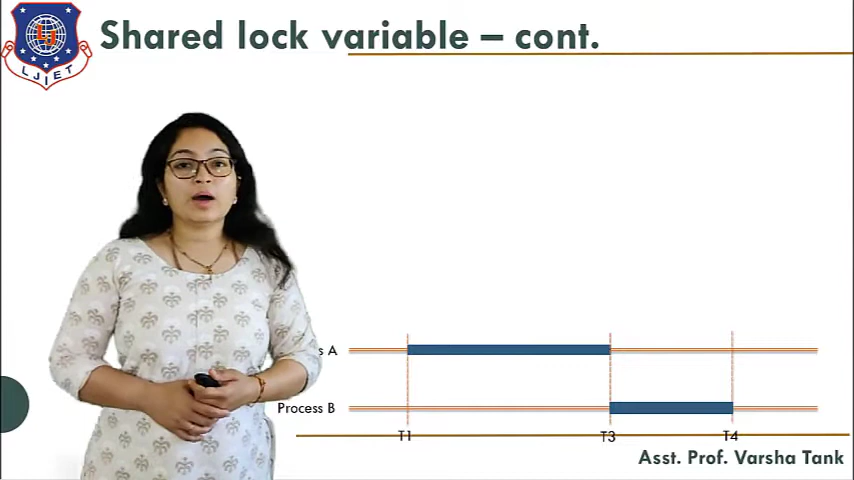 Shared lock variable – cont.
LJIET
s A
Process B
T1 T3 T4
Asst. Prof. Varsha Tank